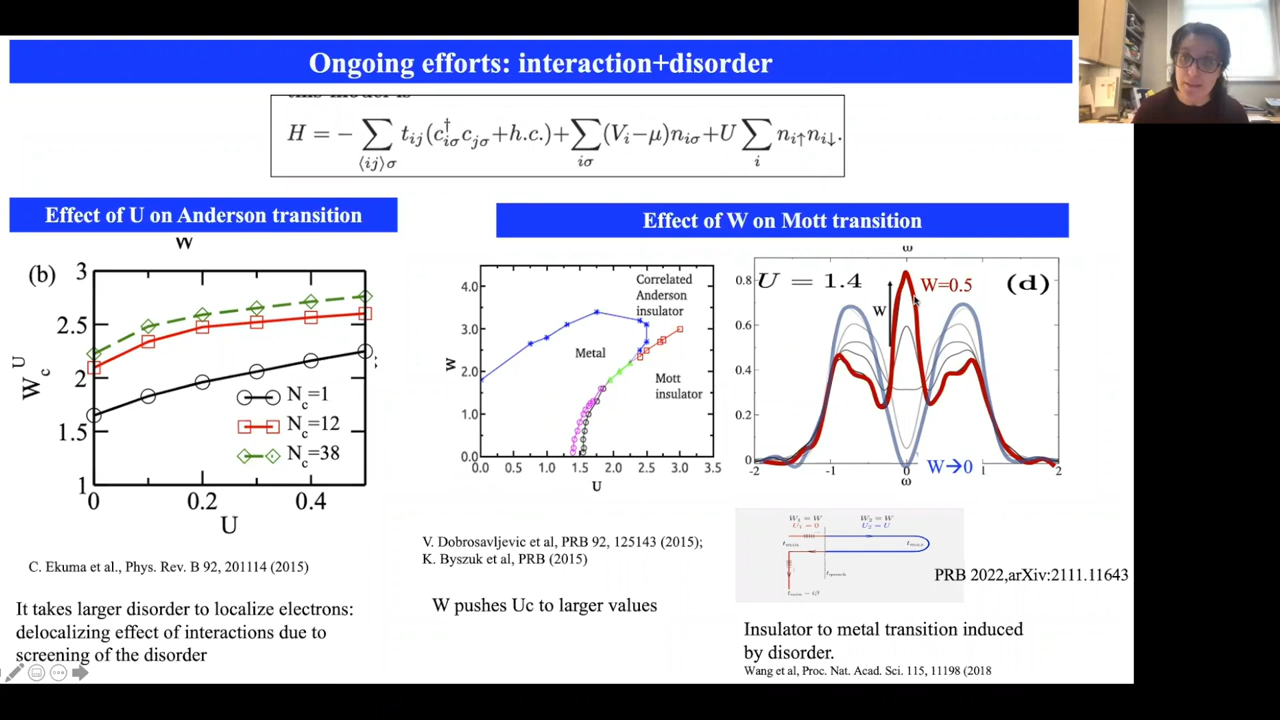 Ongoing efforts: interaction+disorder
H = − ∑ t_ij (c†_iσ c_jσ + h.c.) + ∑ (V_i − μ) n_iσ + U ∑ n_i↑ n_i↓.
⟨ij⟩σ iσ i
Effect of U on Anderson transition
W
(b)
3
2.5
2
1.5
1
W_c^U
N_c=1
N_c=12
N_c=38
0 0.2 0.4
U
C. Ekuma et al., Phys. Rev. B 92, 201114 (2015)
It takes larger disorder to localize electrons:
delocalizing effect of interactions due to
screening of the disorder
Effect of W on Mott transition
4.0
3.0
2.0
1.0
0.0
W
Correlated
Anderson
insulator
Metal
Mott
insulator
0.0 0.5 1.0 1.5 2.0 2.5 3.0 3.5
U
V. Dobrosavljevic et al, PRB 92, 125143 (2015);
K. Byszuk et al, PRB (2015)
W pushes Uc to larger values
ω
0.8
0.6
0.4
0.2
0
U = 1.4
W=0.5
(d)
W
W→0
-2 -1 0 1 2
ω
W₁ = W W₂ = W
U₁ = 0 U₂ = U
PRB 2022,arXiv:2111.11643
Insulator to metal transition induced
by disorder.
Wang et al, Proc. Nat. Acad. Sci. 115, 11198 (2018